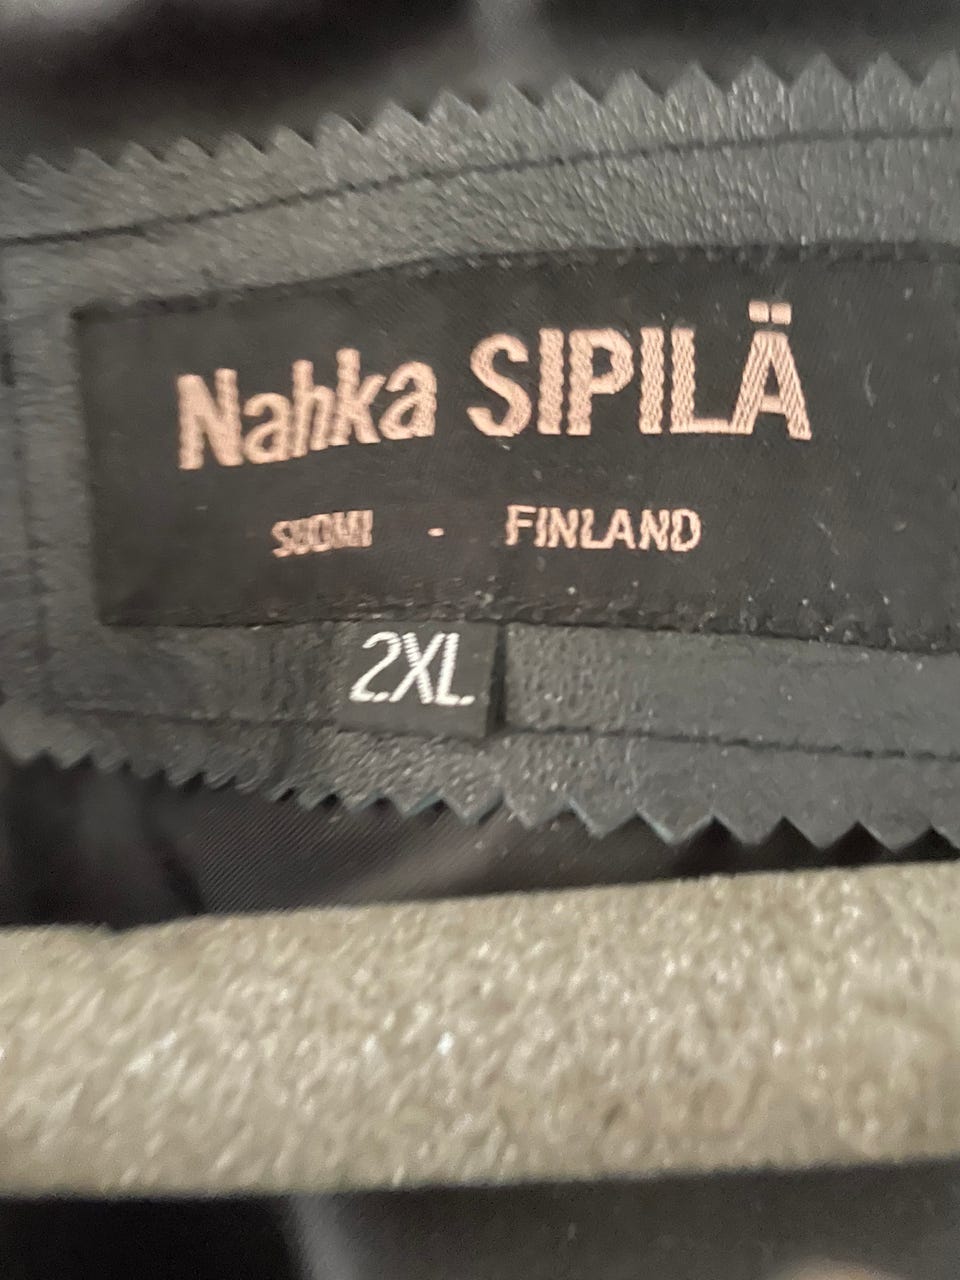 Nahka SIPILÄ
SUOMI - FINLAND
2XL